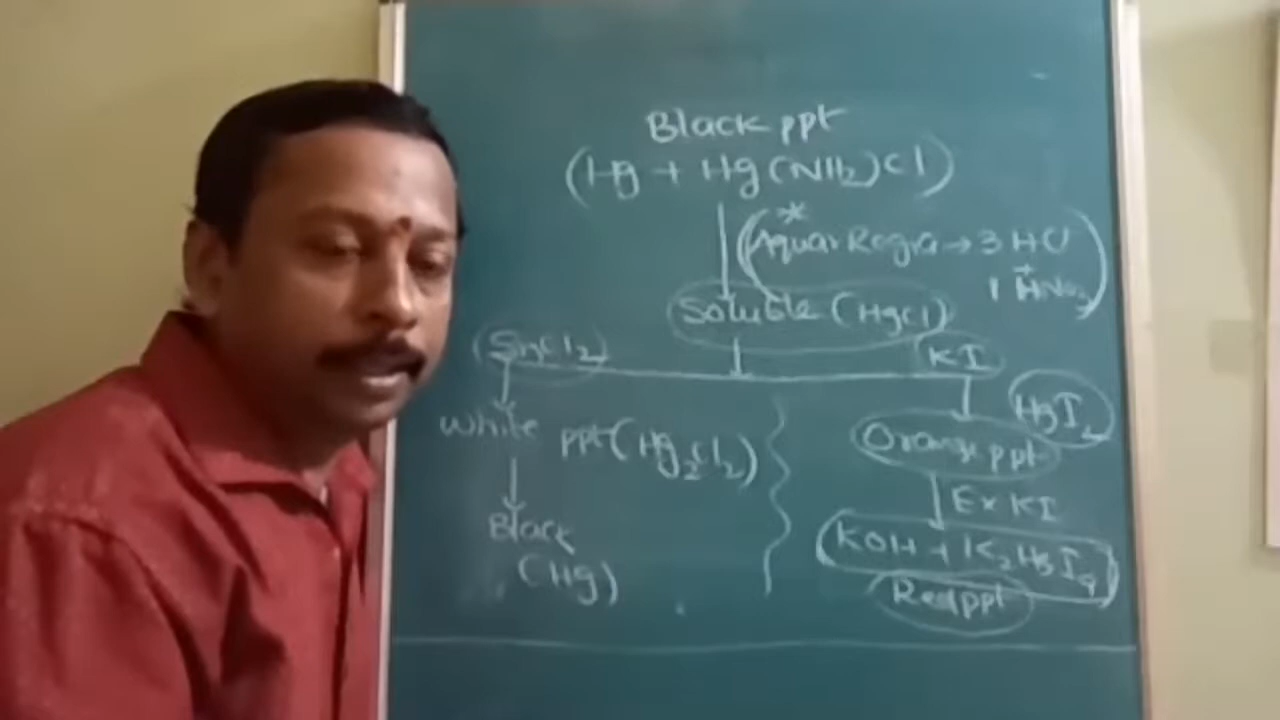 Black ppt
(Hg + Hg(NH2)Cl)
*
(Aqua Regia → 3 HCl
+
1 HNO3)
Soluble (HgCl)
(SnCl2)
KI
HgI2
White ppt (Hg2Cl2)
Orange ppt
Ex KI
Black
(Hg)
KOH + K2HgI4
Red ppt